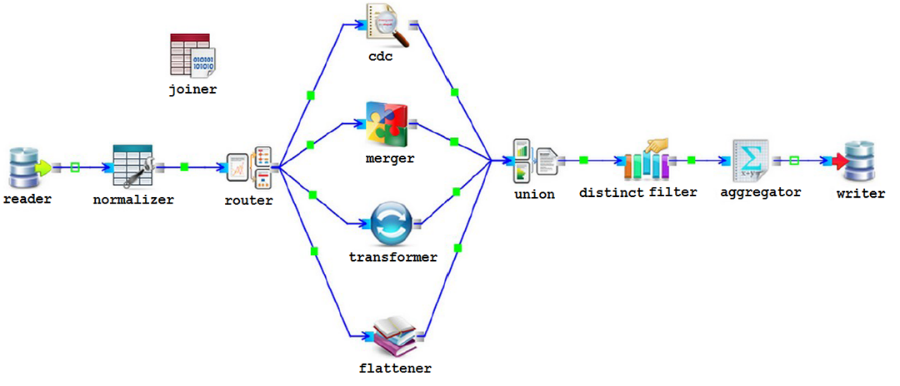 cdc
joiner
merger
reader
normalizer
router
union
distinct filter
aggregator
writer
transformer
flattener